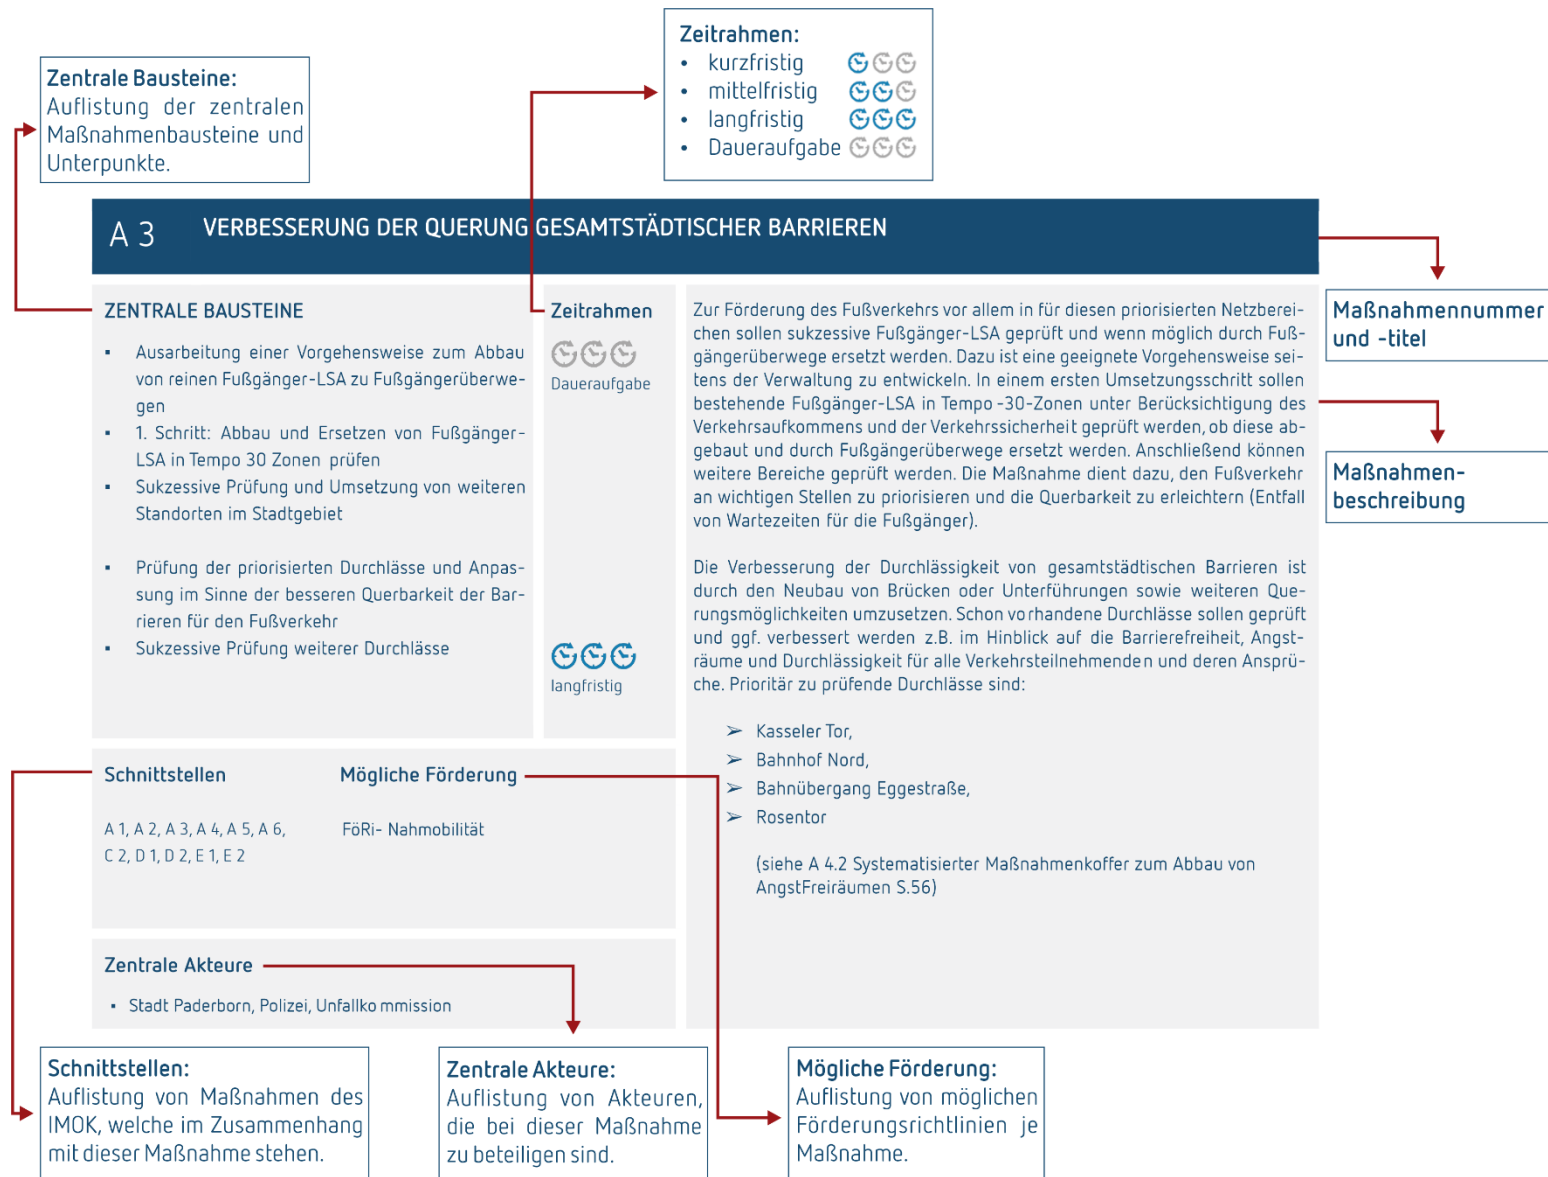 Zentrale Bausteine:
Auflistung der zentralen
Maßnahmenbausteine und
Unterpunkte.
Zeitrahmen:
• kurzfristig
• mittelfristig
• langfristig
• Daueraufgabe
A 3 VERBESSERUNG DER QUERUNG GESAMTSTÄDTISCHER BARRIEREN
Maßnahmennummer
und -titel
Maßnahmen-
beschreibung
ZENTRALE BAUSTEINE
▪ Ausarbeitung einer Vorgehensweise zum Abbau
von reinen Fußgänger-LSA zu Fußgängerüberwe-
gen
▪ 1. Schritt: Abbau und Ersetzen von Fußgänger-
LSA in Tempo 30 Zonen prüfen
▪ Sukzessive Prüfung und Umsetzung von weiteren
Standorten im Stadtgebiet
▪ Prüfung der priorisierten Durchlässe und Anpas-
sung im Sinne der besseren Querbarkeit der Bar-
rieren für den Fußverkehr
▪ Sukzessive Prüfung weiterer Durchlässe
Zeitrahmen
Daueraufgabe
langfristig
Zur Förderung des Fußverkehrs vor allem in für diesen priorisierten Netzberei-
chen sollen sukzessive Fußgänger-LSA geprüft und wenn möglich durch Fuß-
gängerüberwege ersetzt werden. Dazu ist eine geeignete Vorgehensweise sei-
tens der Verwaltung zu entwickeln. In einem ersten Umsetzungsschritt sollen
bestehende Fußgänger-LSA in Tempo -30-Zonen unter Berücksichtigung des
Verkehrsaufkommens und der Verkehrssicherheit geprüft werden, ob diese ab-
gebaut und durch Fußgängerüberwege ersetzt werden. Anschließend können
weitere Bereiche geprüft werden. Die Maßnahme dient dazu, den Fußverkehr
an wichtigen Stellen zu priorisieren und die Querbarkeit zu erleichtern (Entfall
von Wartezeiten für die Fußgänger).
Die Verbesserung der Durchlässigkeit von gesamtstädtischen Barrieren ist
durch den Neubau von Brücken oder Unterführungen sowie weiteren Que-
rungsmöglichkeiten umzusetzen. Schon vo rhandene Durchlässe sollen geprüft
und ggf. verbessert werden z.B. im Hinblick auf die Barrierefreiheit, Angst-
räume und Durchlässigkeit für alle Verkehrsteilnehmenden und deren Ansprü-
che. Prioritär zu prüfende Durchlässe sind:
➢ Kasseler Tor,
➢ Bahnhof Nord,
➢ Bahnübergang Eggestraße,
➢ Rosentor
(siehe A 4.2 Systematisierter Maßnahmenkoffer zum Abbau von
AngstFreiräumen S.56)
Schnittstellen
A 1, A 2, A 3, A 4, A 5, A 6,
C 2, D 1, D 2, E 1, E 2
Mögliche Förderung
FöRi- Nahmobilität
Zentrale Akteure
▪ Stadt Paderborn, Polizei, Unfallko mmission
Schnittstellen:
Auflistung von Maßnahmen des
IMOK, welche im Zusammenhang
mit dieser Maßnahme stehen.
Zentrale Akteure:
Auflistung von Akteuren,
die bei dieser Maßnahme
zu beteiligen sind.
Mögliche Förderung:
Auflistung von möglichen
Förderungsrichtlinien je
Maßnahme.